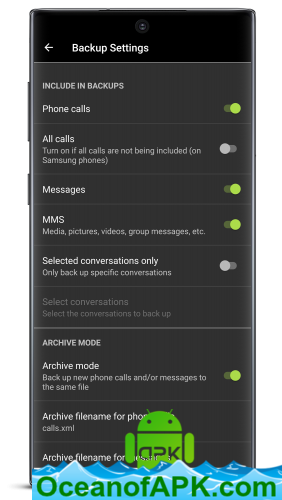 Backup Settings
INCLUDE IN BACKUPS
Phone calls
All calls
Turn on if all calls are not being included (on
Samsung phones)
Messages
MMS
Media, pictures, videos, group messages, etc.
Selected conversations only
Only back up specific conversations
Select conversations
Select the conversations to back up
ARCHIVE MODE
Archive mode
Back up new phone calls and/or messages to
the same file
Archive filename for phone
calls.xml
Archive filename for messages
APK
OceanofAPK.com